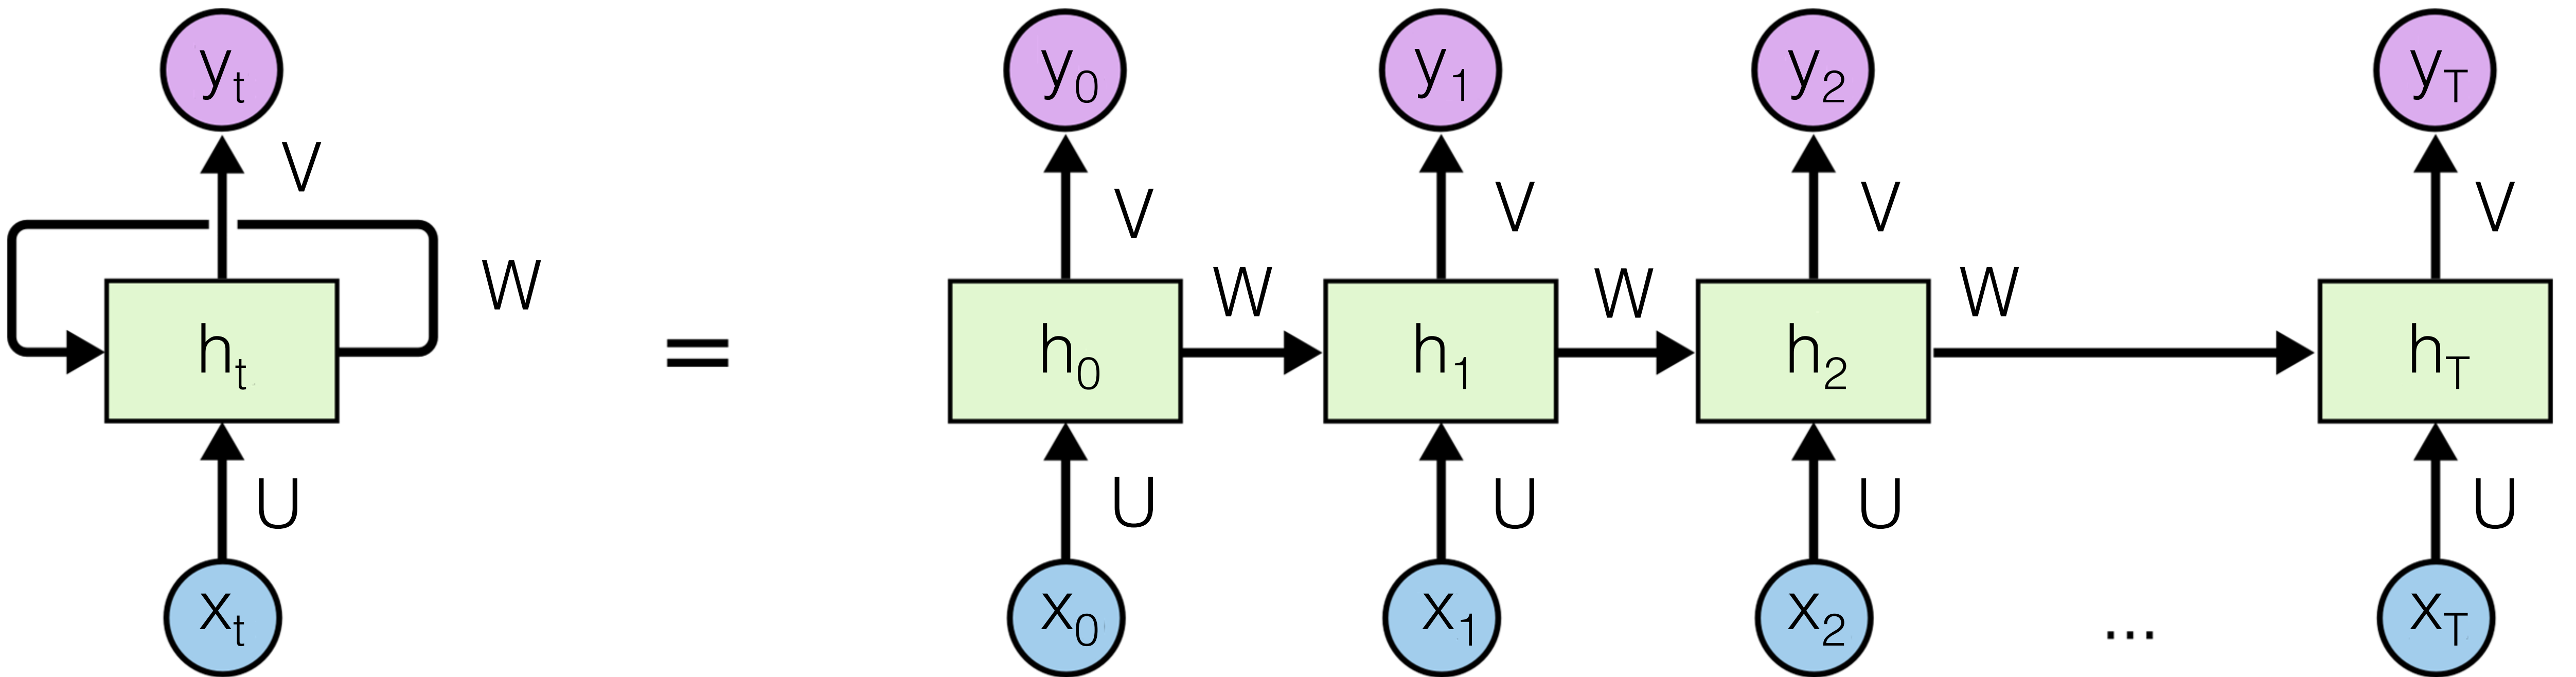 yt y0 y1 y2 yT
V V V V V
W W W W
ht = h0 h1 h2 hT
U U U U U
xt x0 x1 x2 ... xT